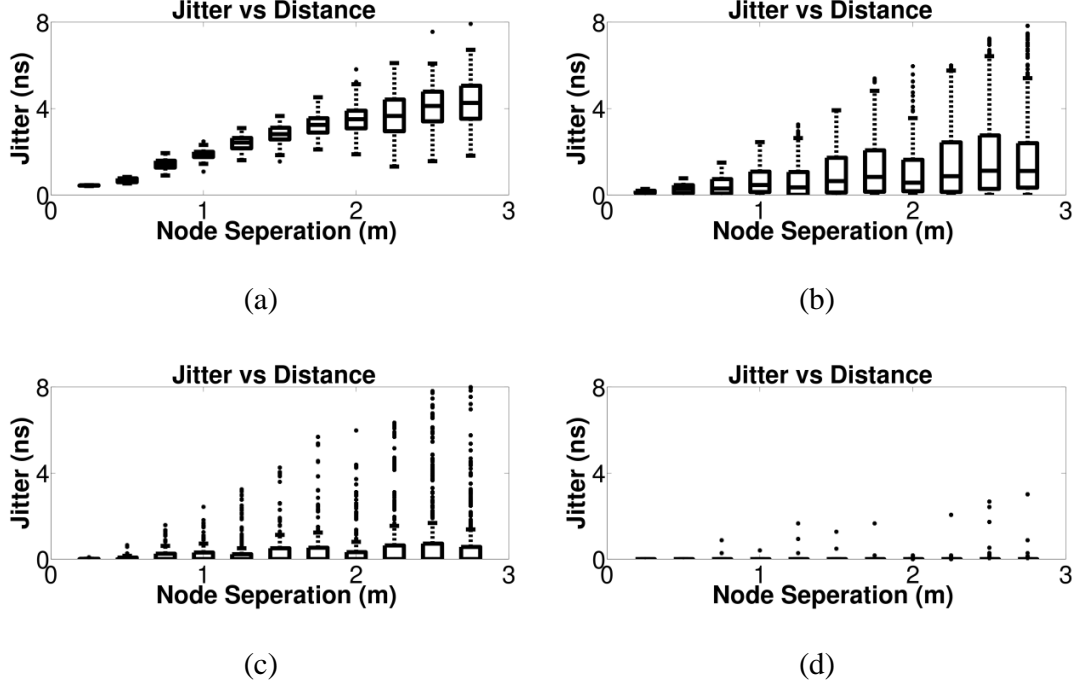 Jitter vs Distance
Jitter (ns)
8
4
0
0 1 2 3
Node Seperation (m)
(a)
Jitter vs Distance
Jitter (ns)
8
4
0
0 1 2 3
Node Seperation (m)
(b)
Jitter vs Distance
Jitter (ns)
8
4
0
0 1 2 3
Node Seperation (m)
(c)
Jitter vs Distance
Jitter (ns)
8
4
0
0 1 2 3
Node Seperation (m)
(d)